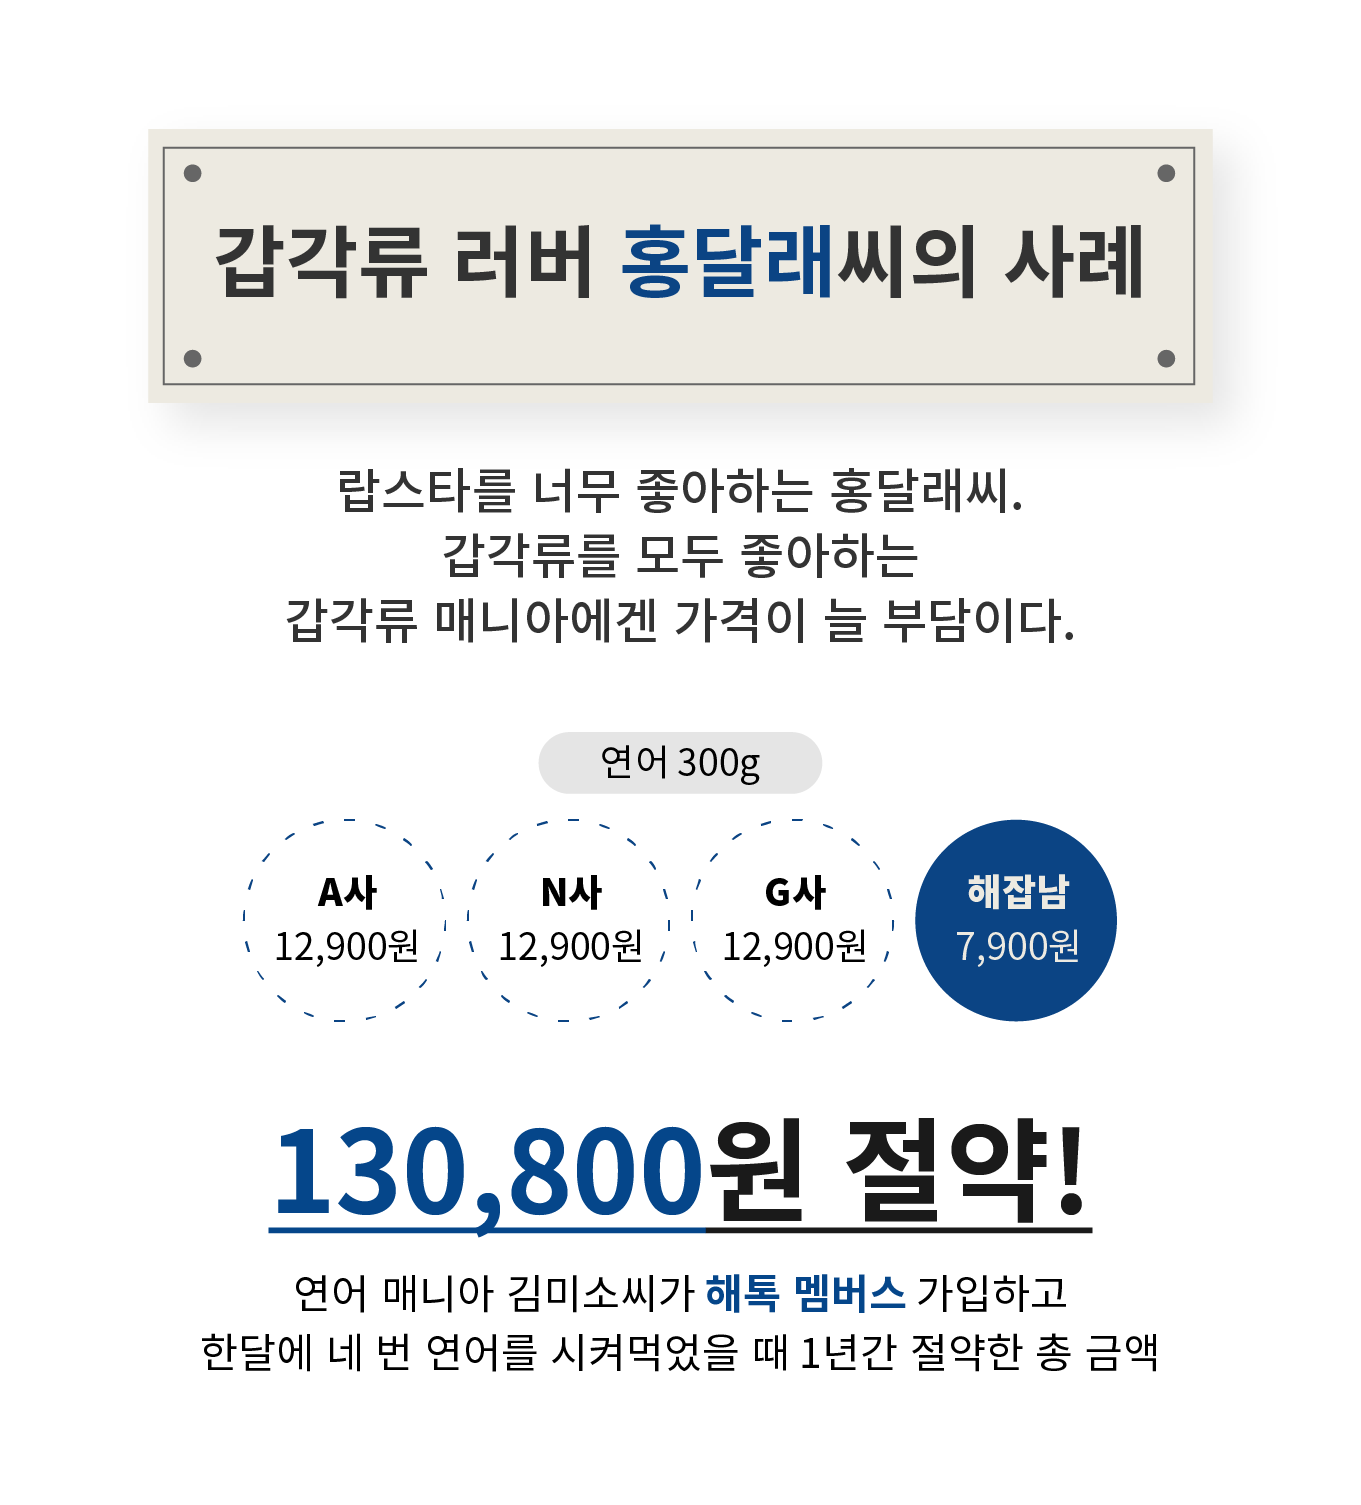 갑각류 러버 홍달래씨의 사례
랍스타를 너무 좋아하는 홍달래씨.
갑각류를 모두 좋아하는
갑각류 매니아에겐 가격이 늘 부담이다.
연어 300g
A사
12,900원
N사
12,900원
G사
12,900원
해잡남
7,900원
130,800원 절약!
연어 매니아 김미소씨가 해톡 멤버스 가입하고
한달에 네 번 연어를 시켜먹었을 때 1년간 절약한 총 금액